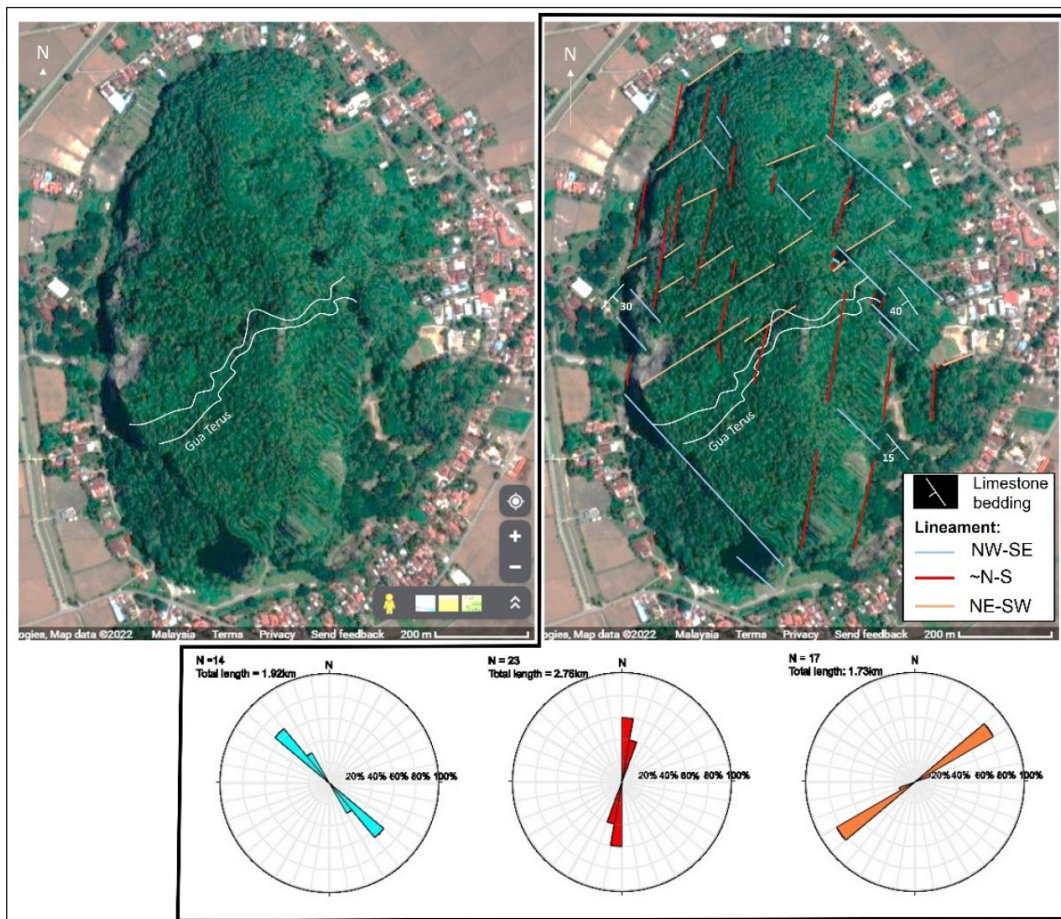 N
Gua Terus
ogies, Map data ©2022 Malaysia Terms Privacy Send feedback 200 m
N
30
40
Gua Terus
15
Limestone
bedding
Lineament:
NW-SE
~N-S
NE-SW
ogies, Map data ©2022 Malaysia Terms Privacy Send feedback 200 m
N =14
Total length = 1.92km
N
20% 40% 60% 80% 100%
N = 23
Total length = 2.76km
N
20% 40% 60% 80% 100%
N = 17
Total length: 1.73km
N
20% 40% 60% 80% 100%